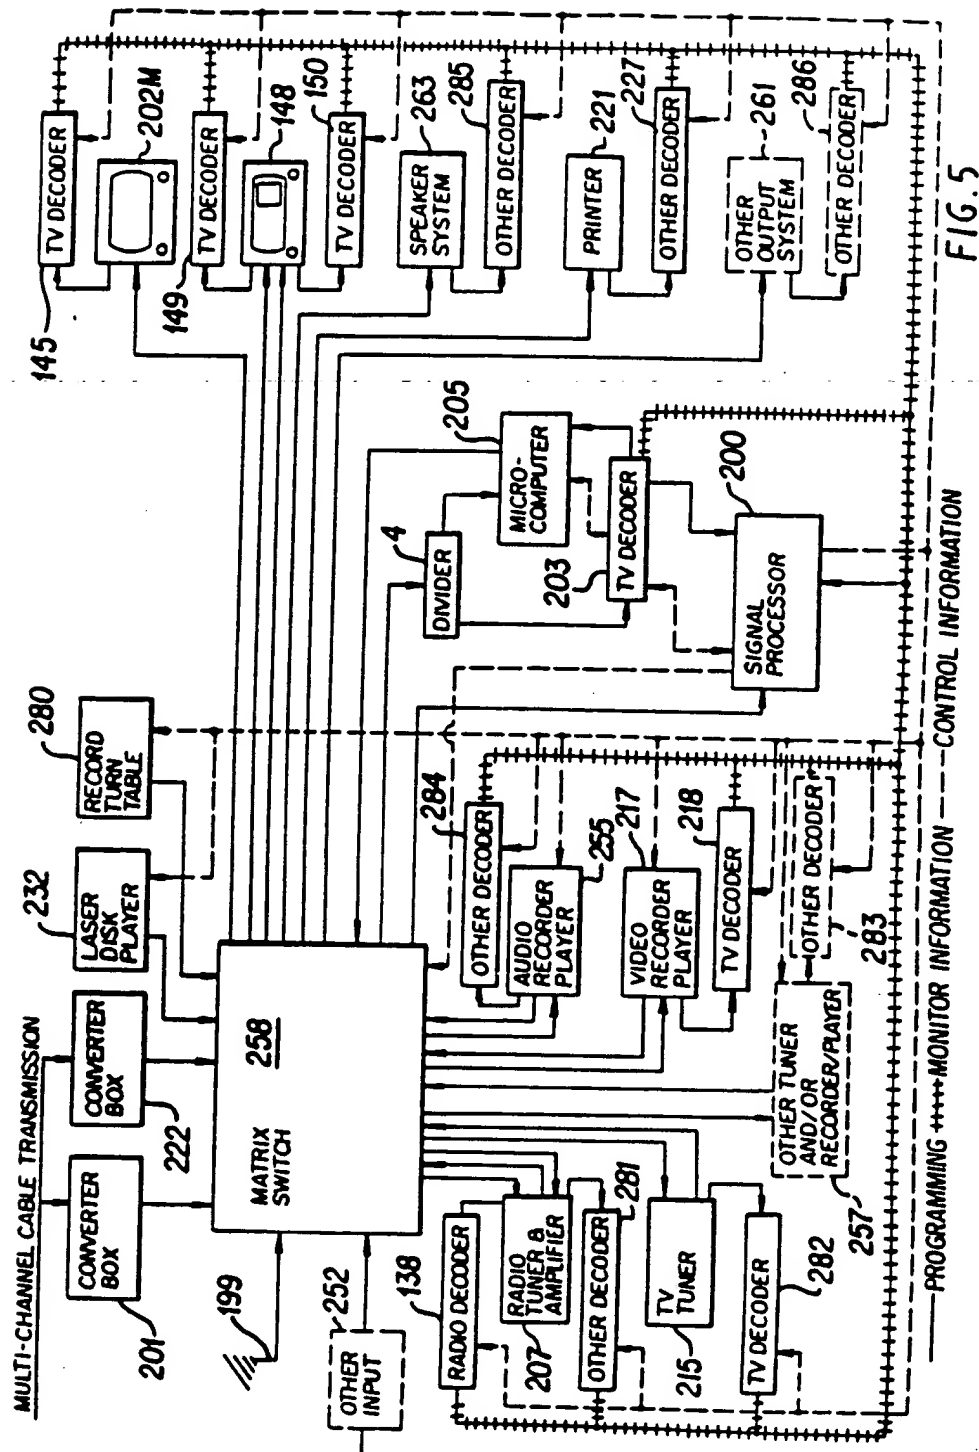 MULTI-CHANNEL CABLE TRANSMISSION
CONVERTER
BOX
201
CONVERTER
BOX
222
LASER
DISK
PLAYER
232
RECORD
TURN
TABLE
280
199
OTHER
INPUT
252
MATRIX
SWITCH
258
TV DECODER
145
202M
TV DECODER
149
148
TV DECODER
150
SPEAKER
SYSTEM
263
OTHER DECODER
285
PRINTER
221
OTHER DECODER
227
OTHER
OUTPUT
SYSTEM
261
OTHER DECODER
286
DIVIDER
4
MICRO-
COMPUTER
205
TV DECODER
203
SIGNAL
PROCESSOR
200
RADIO DECODER
138
RADIO
TUNER &
AMPLIFIER
207
OTHER DECODER
281
TV
TUNER
215
TV DECODER
282
OTHER DECODER
284
AUDIO
RECORDER
PLAYER
255
VIDEO
RECORDER
PLAYER
217
TV DECODER
218
OTHER TUNER
AND/OR
RECORDER/PLAYER
257
OTHER DECODER
283
PROGRAMMING MONITOR INFORMATION CONTROL INFORMATION
FIG. 5